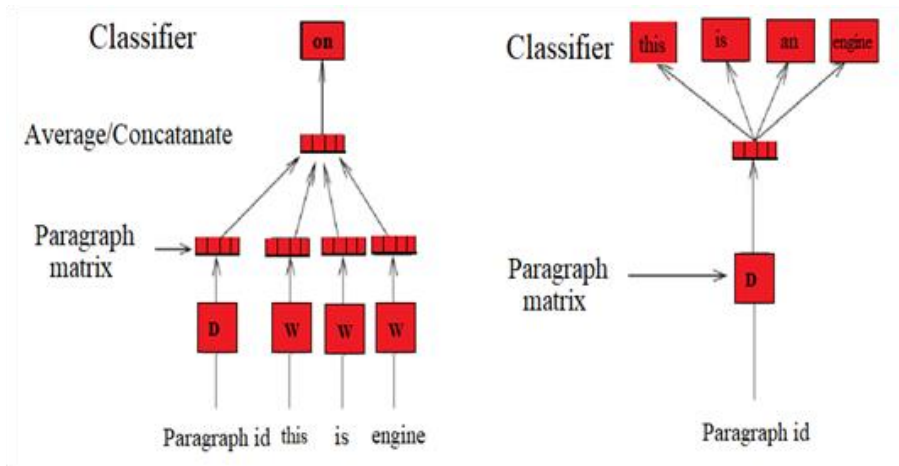 Classifier
on
Average/Concatanate
Paragraph
matrix
D W W W
Paragraph id this is engine
Classifier
this is an engine
Paragraph
matrix
D
Paragraph id